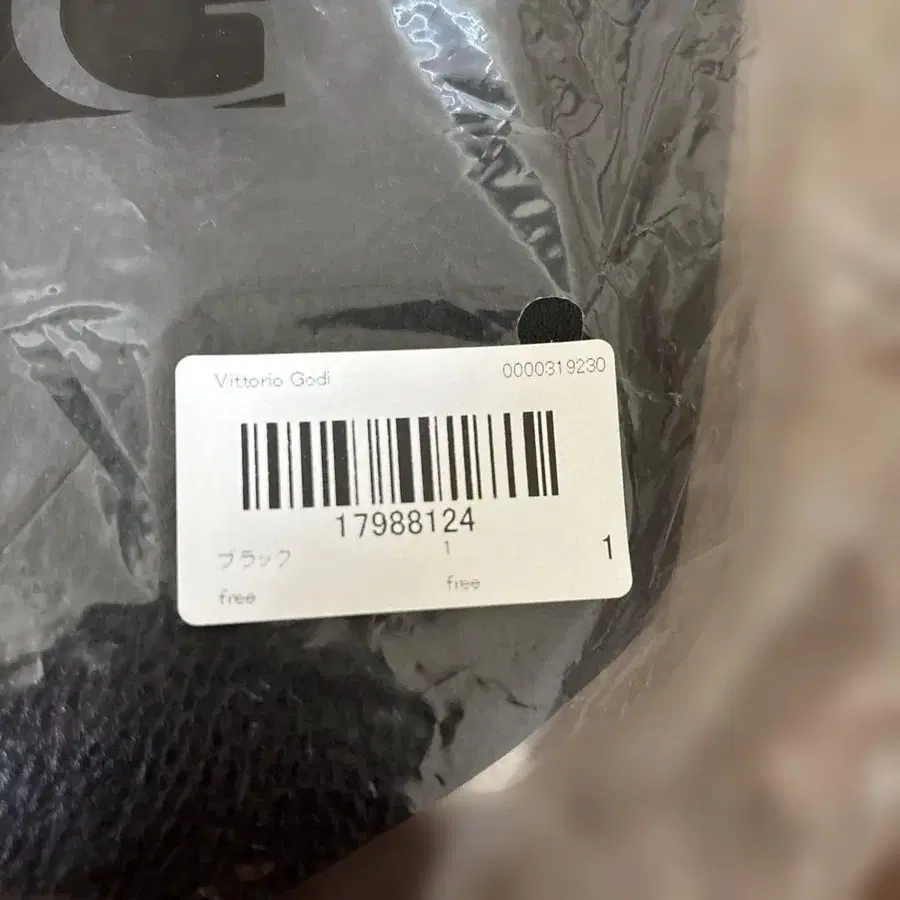 G
Vittorio Godi 0000319230
17988124
ブラック 1 1
free free